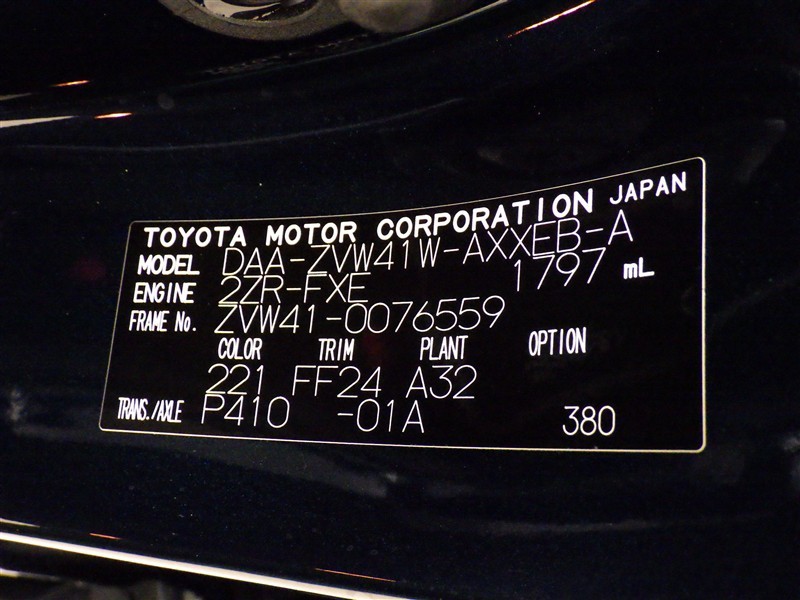 TOYOTA MOTOR CORPORATION JAPAN
MODEL DAA-ZVW41W-AXXEB-A
ENGINE 2ZR-FXE 1797 mL
FRAME No. ZVW41-0076559
COLOR TRIM PLANT OPTION
221 FF24 A32
TRANS./AXLE P410 -01A 380